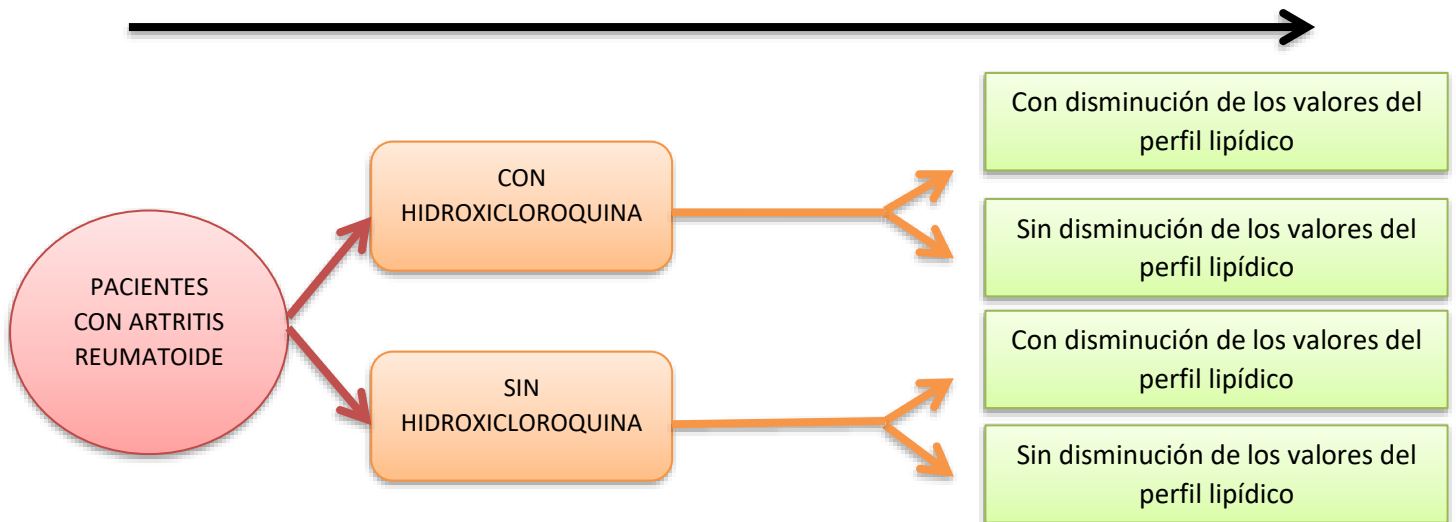 PACIENTES
CON ARTRITIS
REUMATOIDE
CON
HIDROXICLOROQUINA
SIN
HIDROXICLOROQUINA
Con disminución de los valores del
perfil lipídico
Sin disminución de los valores del
perfil lipídico
Con disminución de los valores del
perfil lipídico
Sin disminución de los valores del
perfil lipídico